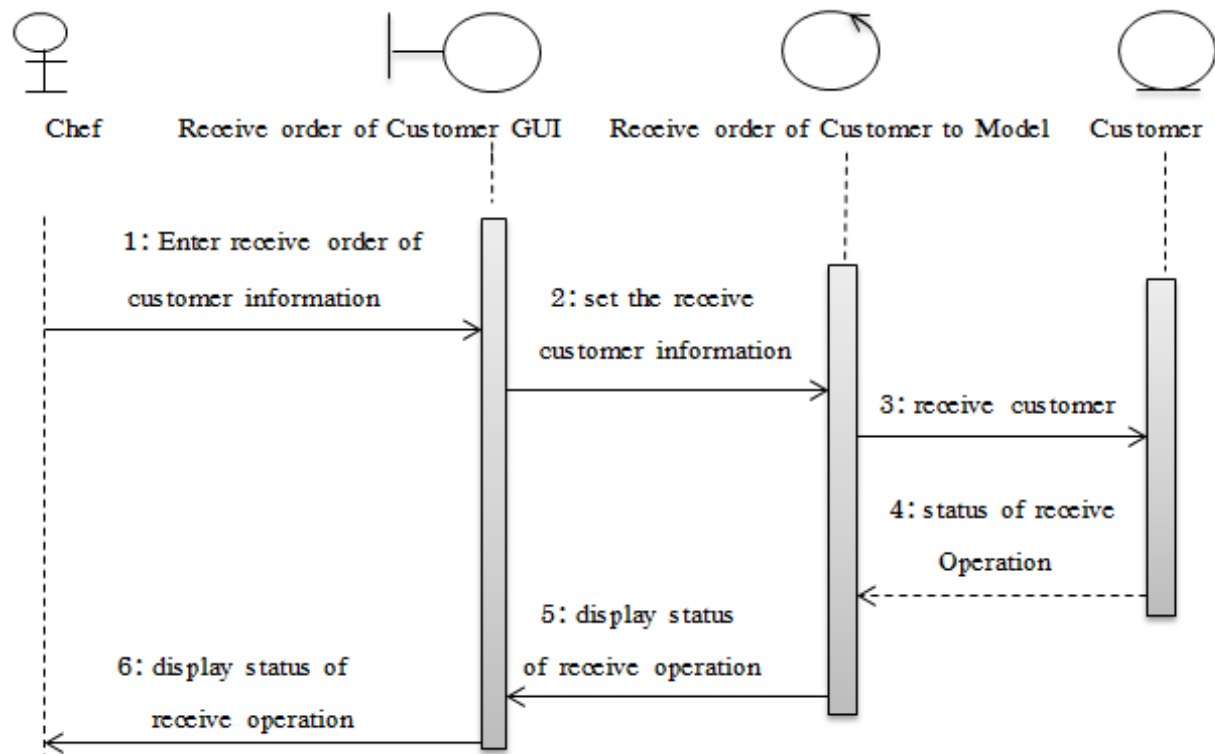 Chef Receive order of Customer GUI Receive order of Customer to Model Customer
1: Enter receive order of
customer information
2: set the receive
customer information
3: receive customer
4: status of receive
Operation
5: display status
of receive operation
6: display status of
receive operation